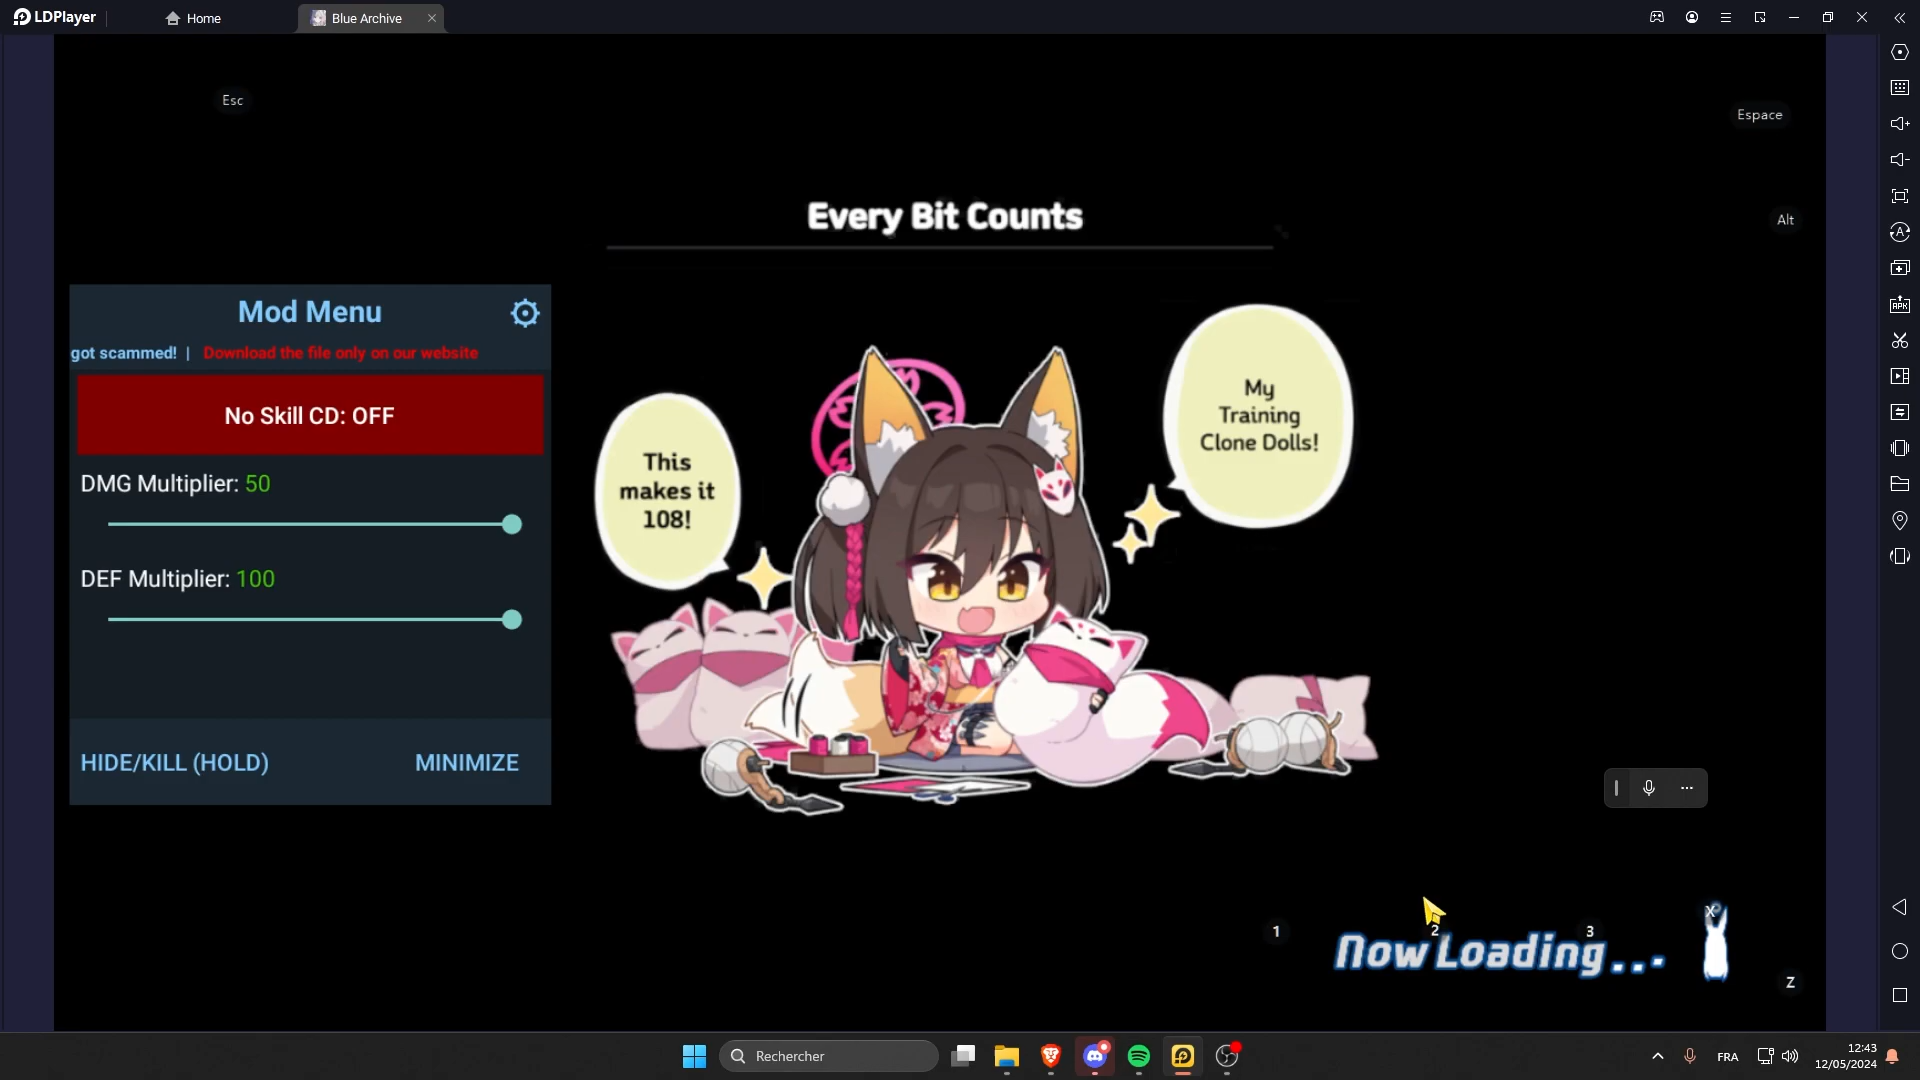 LDPlayer
Home
Blue Archive
Esc
Espace
Every Bit Counts
Alt
Mod Menu
got scammed! | Download the file only on our website
No Skill CD: OFF
DMG Multiplier: 50
DEF Multiplier: 100
HIDE/KILL (HOLD)
MINIMIZE
This
makes it
108!
My
Training
Clone Dolls!
1
2
3
X
Now Loading...
Z
A
APK
Rechercher
FRA
12:43
12/05/2024